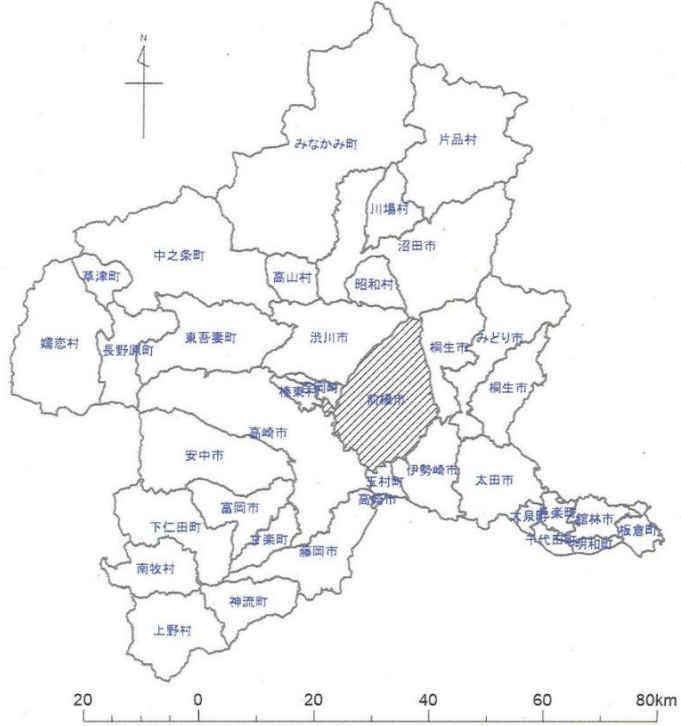 N
みなかみ町
片品村
川場村
沼田市
中之条町
草津町
高山村
昭和村
嬬恋村
長野原町
東吾妻町
渋川市
桐生市
みどり市
桐生市
榛東村
吉岡町
前橋市
高崎市
安中市
伊勢崎市
玉村町
高崎市
太田市
富岡市
下仁田町
甘楽町
藤岡市
大泉町
邑楽町
館林市
板倉町
千代田町
明和町
南牧村
神流町
上野村
20 0 20 40 60 80km